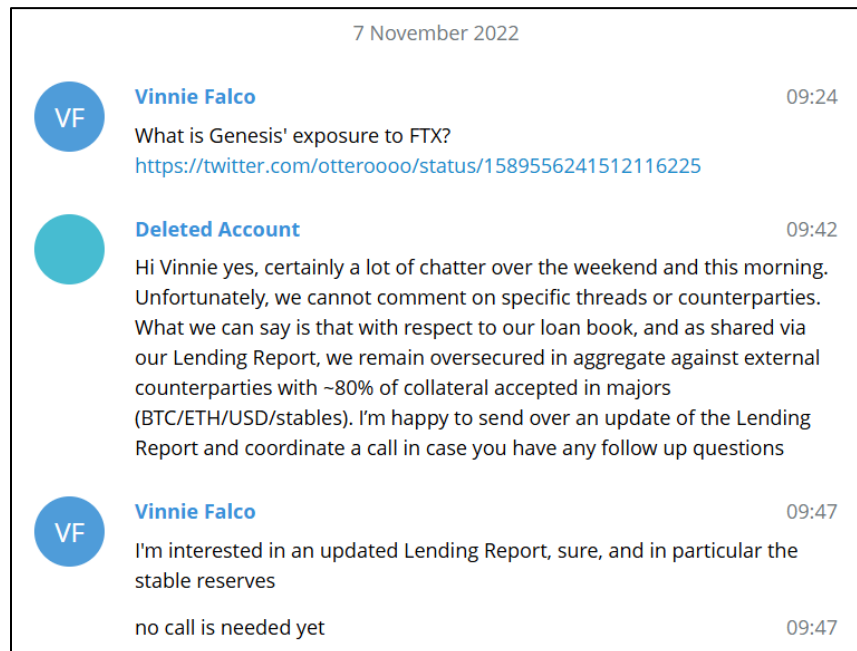 7 November 2022
VF
Vinnie Falco 09:24
What is Genesis' exposure to FTX?
https://twitter.com/otteroooo/status/1589556241512116225
Deleted Account 09:42
Hi Vinnie yes, certainly a lot of chatter over the weekend and this morning.
Unfortunately, we cannot comment on specific threads or counterparties.
What we can say is that with respect to our loan book, and as shared via
our Lending Report, we remain oversecured in aggregate against external
counterparties with ~80% of collateral accepted in majors
(BTC/ETH/USD/stables). I’m happy to send over an update of the Lending
Report and coordinate a call in case you have any follow up questions
VF
Vinnie Falco 09:47
I'm interested in an updated Lending Report, sure, and in particular the
stable reserves
no call is needed yet 09:47